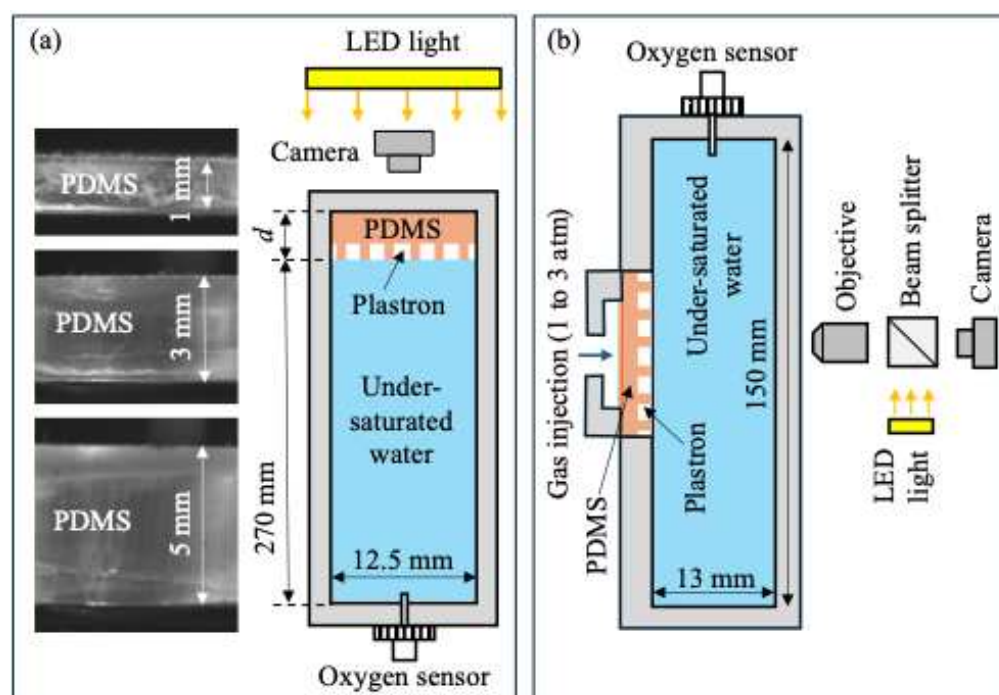 (a)
LED light
Camera
PDMS
1 mm
PDMS
3 mm
PDMS
5 mm
d
PDMS
Plastron
Under-
saturated
water
270 mm
12.5 mm
Oxygen sensor
(b)
Oxygen sensor
Gas injection (1 to 3 atm)
PDMS
Plastron
Under-saturated
water
150 mm
13 mm
Objective
Beam splitter
Camera
LED
light